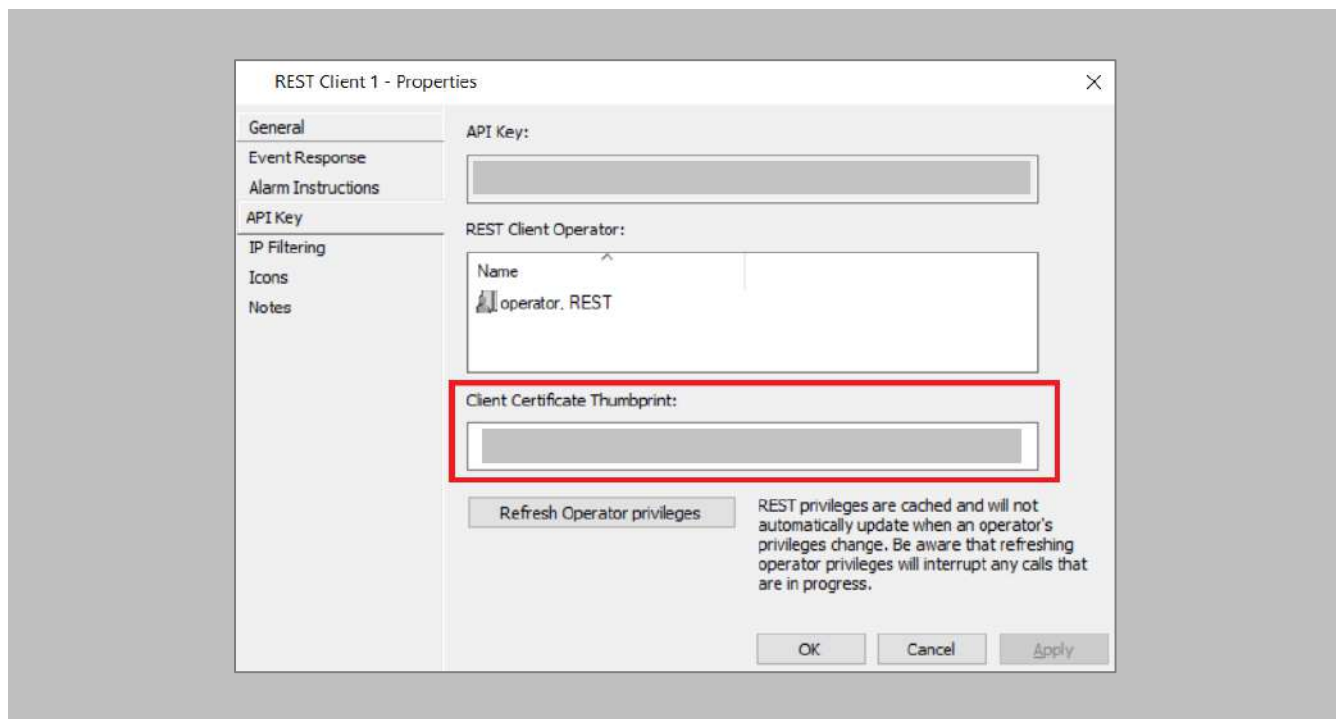 REST Client 1 - Properties
General
Event Response
Alarm Instructions
API Key
IP Filtering
Icons
Notes
API Key:
REST Client Operator:
Name
operator, REST
Client Certificate Thumbprint:
Refresh Operator privileges
REST privileges are cached and will not
automatically update when an operator's
privileges change. Be aware that refreshing
operator privileges will interrupt any calls that
are in progress.
OK
Cancel
Apply